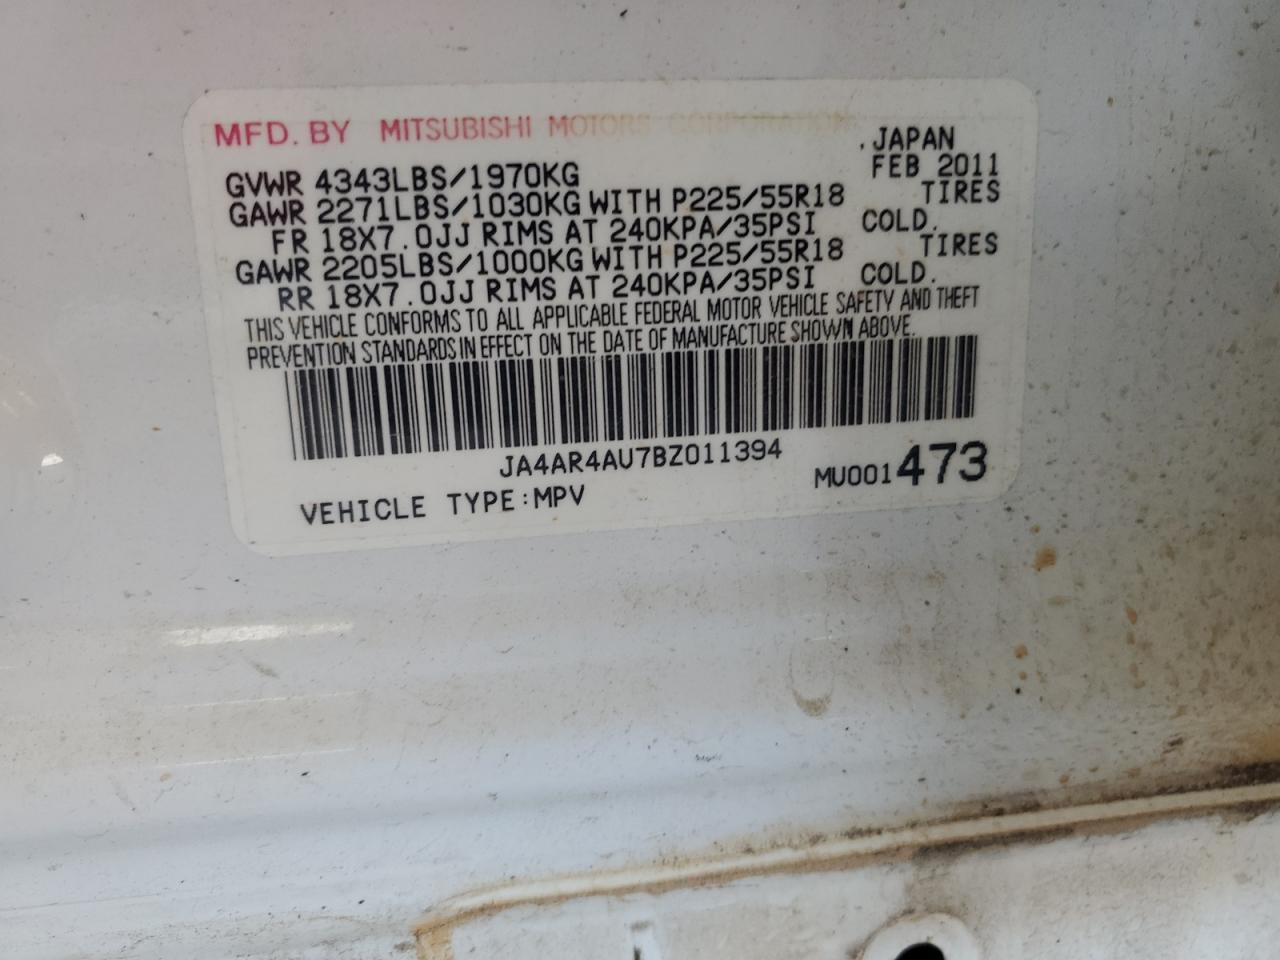 MFD. BY MITSUBISHI MOTORS CORPORATION, JAPAN
FEB 2011
GVWR 4343LBS/1970KG
GAWR 2271LBS/1030KG WITH P225/55R18 TIRES
FR 18X7.0JJ RIMS AT 240KPA/35PSI COLD.
GAWR 2205LBS/1000KG WITH P225/55R18 TIRES
RR 18X7.0JJ RIMS AT 240KPA/35PSI COLD.
THIS VEHICLE CONFORMS TO ALL APPLICABLE FEDERAL MOTOR VEHICLE SAFETY AND THEFT
PREVENTION STANDARDS IN EFFECT ON THE DATE OF MANUFACTURE SHOWN ABOVE.
JA4AR4AU7BZ011394
VEHICLE TYPE:MPV MU001473